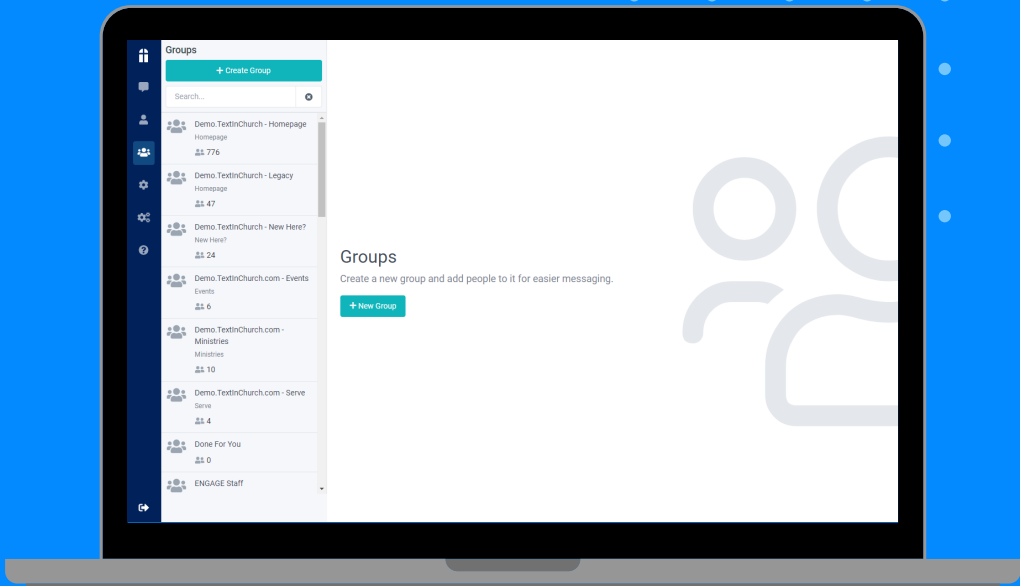 Groups
+ Create Group
Search...
Demo.TextInChurch - Homepage
Homepage
776
Demo.TextInChurch - Legacy
Homepage
47
Demo.TextInChurch - New Here?
New Here?
24
Demo.TextInChurch.com - Events
Events
6
Demo.TextInChurch.com -
Ministries
Ministries
10
Demo.TextInChurch.com - Serve
Serve
4
Done For You
0
ENGAGE Staff
Groups
Create a new group and add people to it for easier messaging.
+ New Group